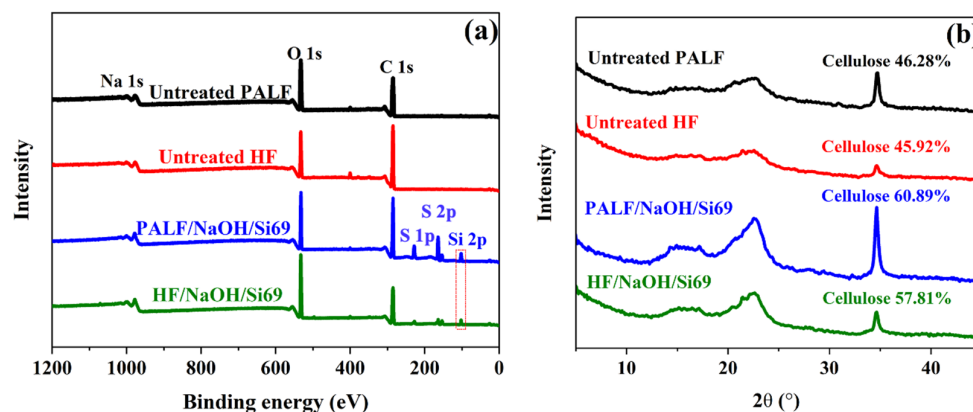 (a)
O 1s
C 1s
Na 1s
Untreated PALF
Untreated HF
S 2p
PALF/NaOH/Si69
S 1p
Si 2p
HF/NaOH/Si69
Intensity
1200
1000
800
600
400
200
0
Binding energy (eV)
(b)
Untreated PALF
Cellulose 46.28%
Untreated HF
Cellulose 45.92%
Cellulose 60.89%
PALF/NaOH/Si69
HF/NaOH/Si69
Cellulose 57.81%
Intensity
10
20
30
40
2θ (°)